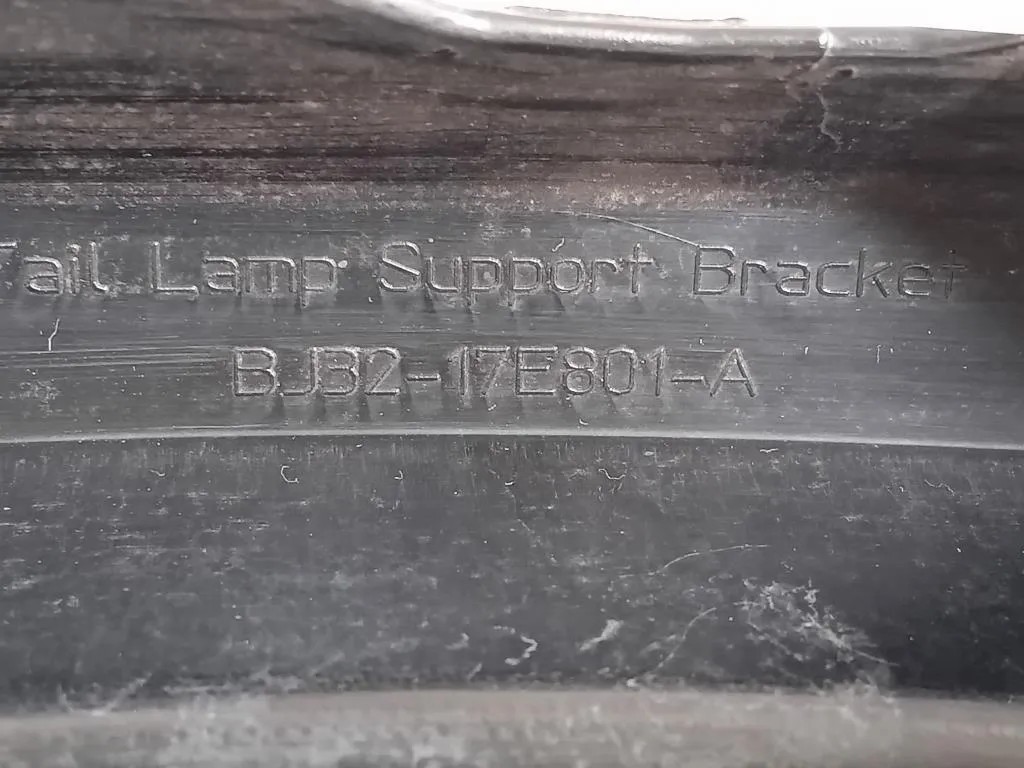 Tail Lamp Support Bracket
BJ32-17E801-A